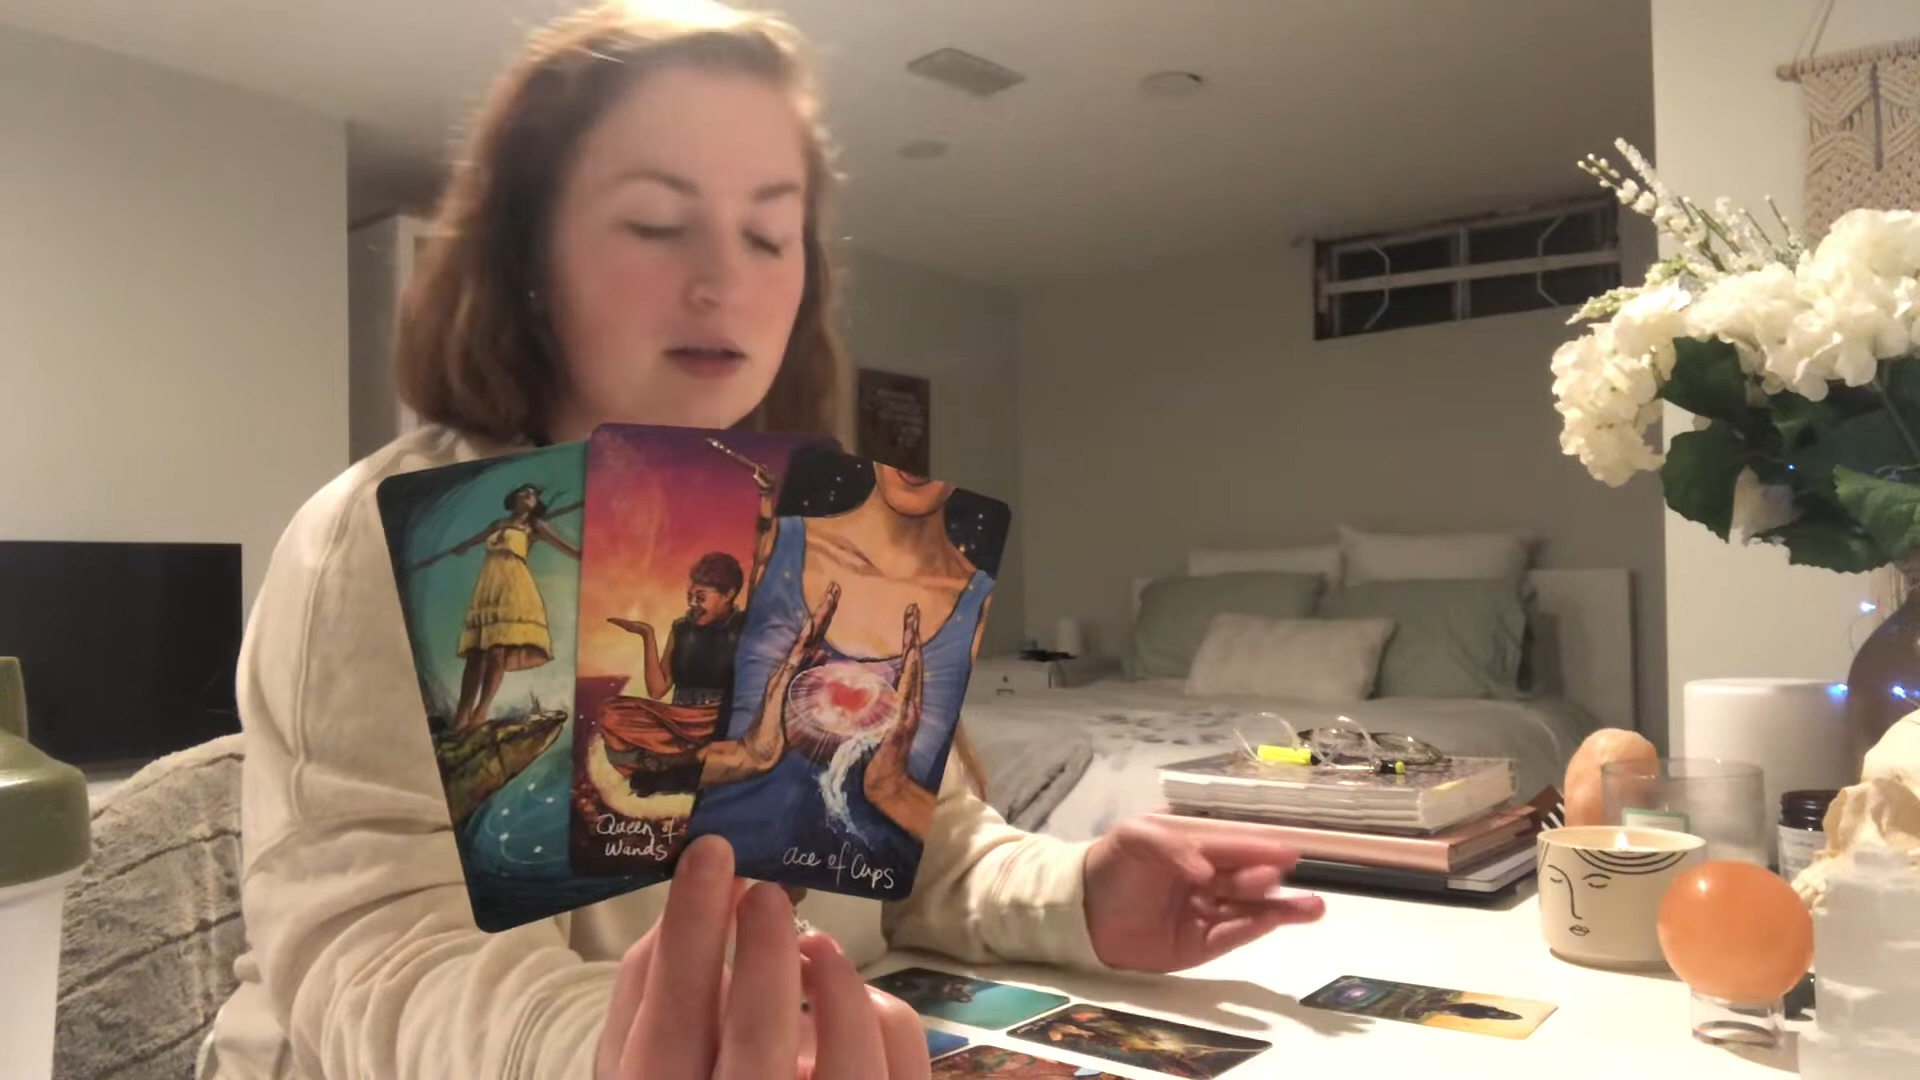 Queen of
Wands
ace of Cups